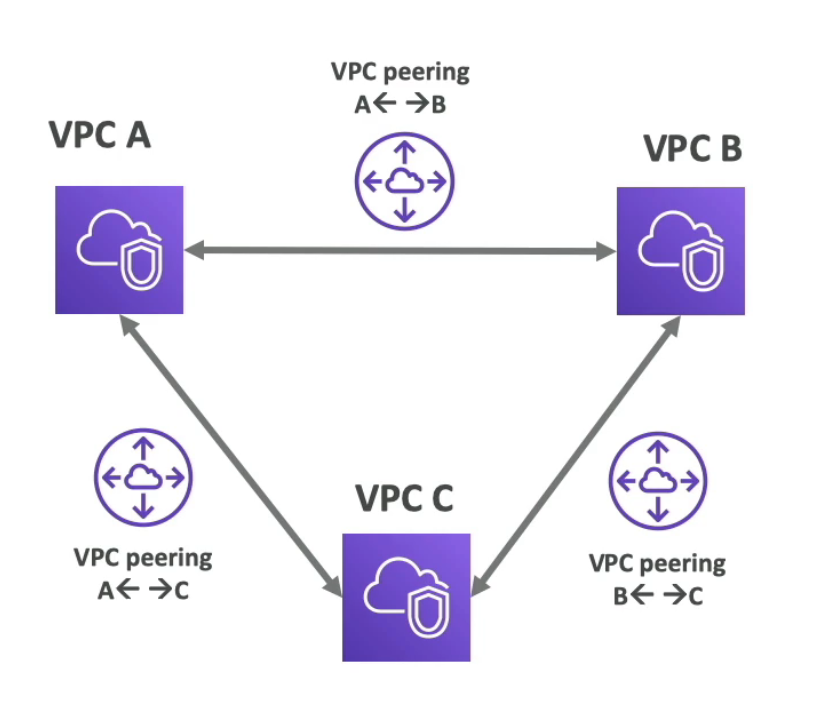 VPC peering
A← →B
VPC A
VPC B
VPC C
VPC peering
A← →C
VPC peering
B← →C